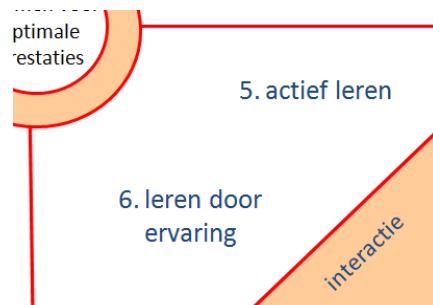 ptimale
restaties
5. actief leren
6. leren door
ervaring
interactie